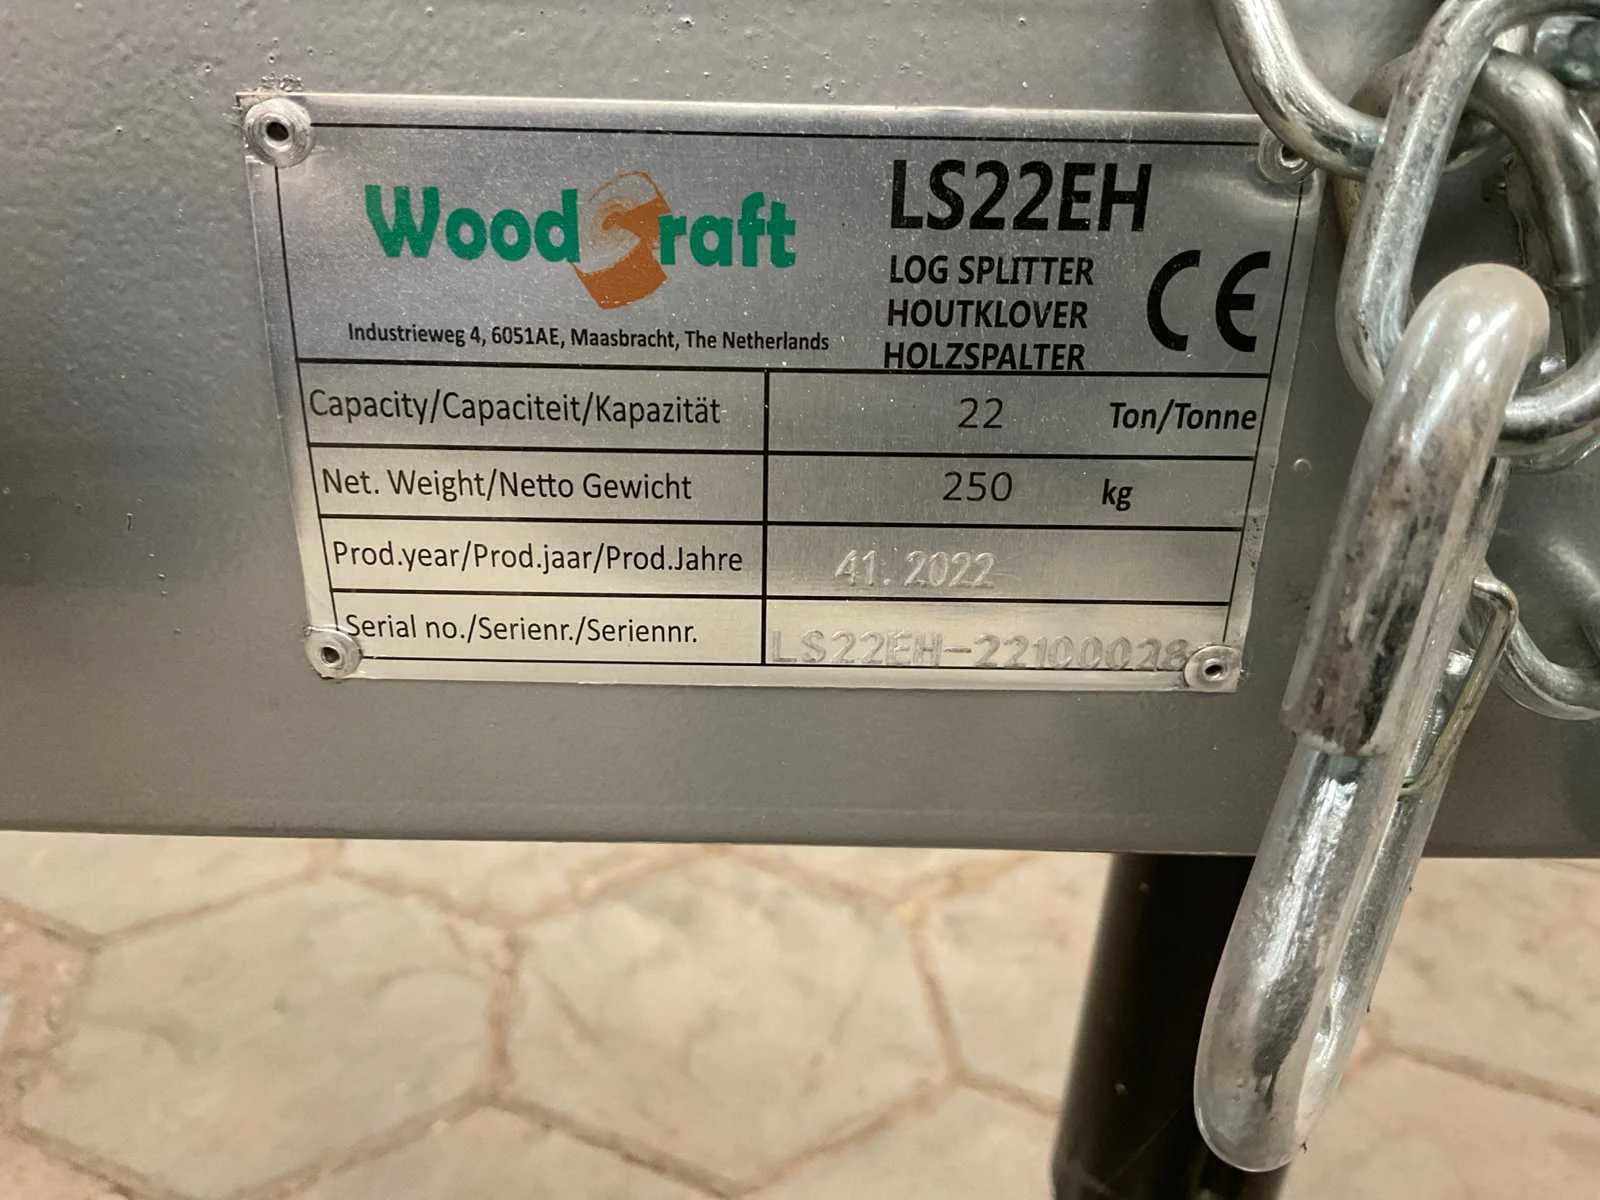 WoodCraft
Industrieweg 4, 6051AE, Maasbracht, The Netherlands
LS22EH
LOG SPLITTER
HOUTKLOVER
HOLZSPALTER
CE
Capacity/Capaciteit/Kapazität 22 Ton/Tonne
Net. Weight/Netto Gewicht 250 kg
Prod.year/Prod.jaar/Prod.Jahre 41.2022
Serial no./Serienr./Seriennr. LS22EH-22100028